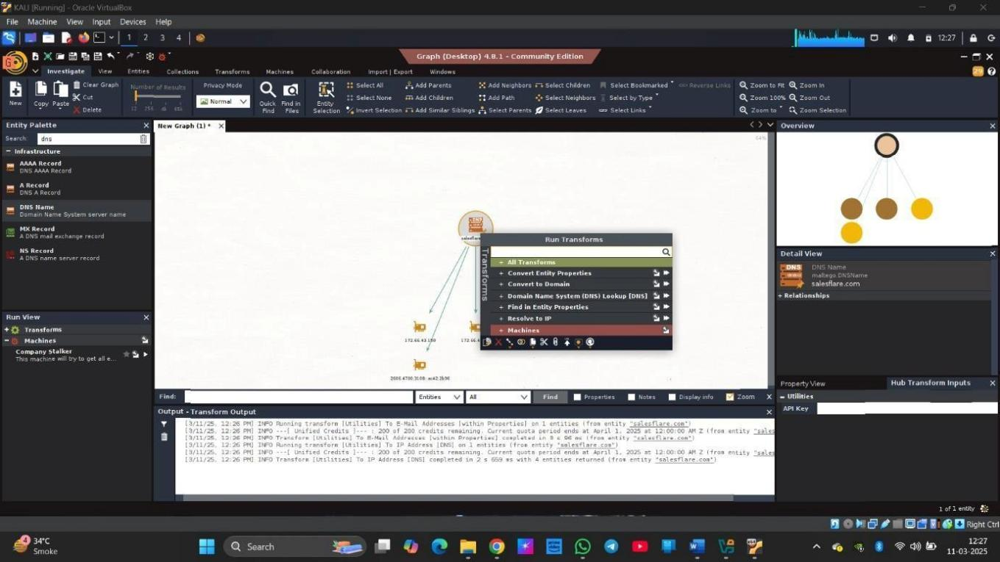 KALI [Running] - Oracle VirtualBox
File Machine View Input Devices Help
1 2 3 4 12:27
Graph (Desktop) 4.8.1 - Community Edition
Investigate View Entities Collections Transforms Machines Collaboration Import | Export Windows
29
New
Copy Paste
Clear Graph
Cut
Delete
Number of Results
12 256 6k 65k
Privacy Mode
Normal
Quick Find
Find in Files
Entity Selection
Select All
Select None
Invert Selection
Add Parents
Add Children
Add Similar Siblings
Add Neighbors
Add Path
Select Parents
Select Children
Select Neighbors
Select Leaves
Select Bookmarked
Select by Type
Select Links
Reverse Links
Zoom to Fit
Zoom 100%
Zoom to
Zoom In
Zoom Out
Zoom Selection
Entity Palette
Search: dns
Infrastructure
AAAA Record
DNS AAAA Record
A Record
DNS A Record
DNS Name
Domain Name System server name
MX Record
A DNS mail exchange record
NS Record
A DNS name server record
Run View
Transforms
Machines
Company Stalker
This machine will try to get all e...
New Graph (1) *
64%
DNS
salesflare
172.66.43.150
172.66.4
Run Transforms
Transforms
+ All Transforms
+ Convert Entity Properties
+ Convert to Domain
+ Domain Name System (DNS) Lookup [DNS]
+ Find in Entity Properties
+ Resolve to IP
+ Machines
Find: Entities All Find Properties Notes Display info Zoom
Output - Transform Output
[3/11/25, 12:26 PM] INFO Running transform [Utilities] To E-Mail Addresses [within Properties] on 1 entities (from entity "salesflare.com")
[3/11/25, 12:26 PM] INFO ---[ Unified Credits ]--- : 200 of 200 credits remaining. Current quota period ends at April 1, 2025 at 12:00:00 AM Z (from entity "sales
[3/11/25, 12:26 PM] INFO Transform [Utilities] To E-Mail Addresses [within Properties] completed in 96 ms (from entity "salesflare.com")
[3/11/25, 12:26 PM] INFO Running transform [Utilities] To IP Address [DNS] on 1 entities (from entity "salesflare.com")
[3/11/25, 12:26 PM] INFO ---[ Unified Credits ]--- : 200 of 200 credits remaining. Current quota period ends at April 1, 2025 at 12:00:00 AM Z (from entity "sales
[3/11/25, 12:26 PM] INFO Transform [Utilities] To IP Address [DNS] completed in 2 s 659 ms with 4 entities returned (from entity "salesflare.com")
Overview
Detail View
DNS
DNS Name
maltego.DNSName
salesflare.com
+ Relationships
Property View Hub Transform Inputs
Utilities
API Key
1 of 1 entity
Right Ctrl
4
34°C
Smoke
Search
12:27
11-03-2025